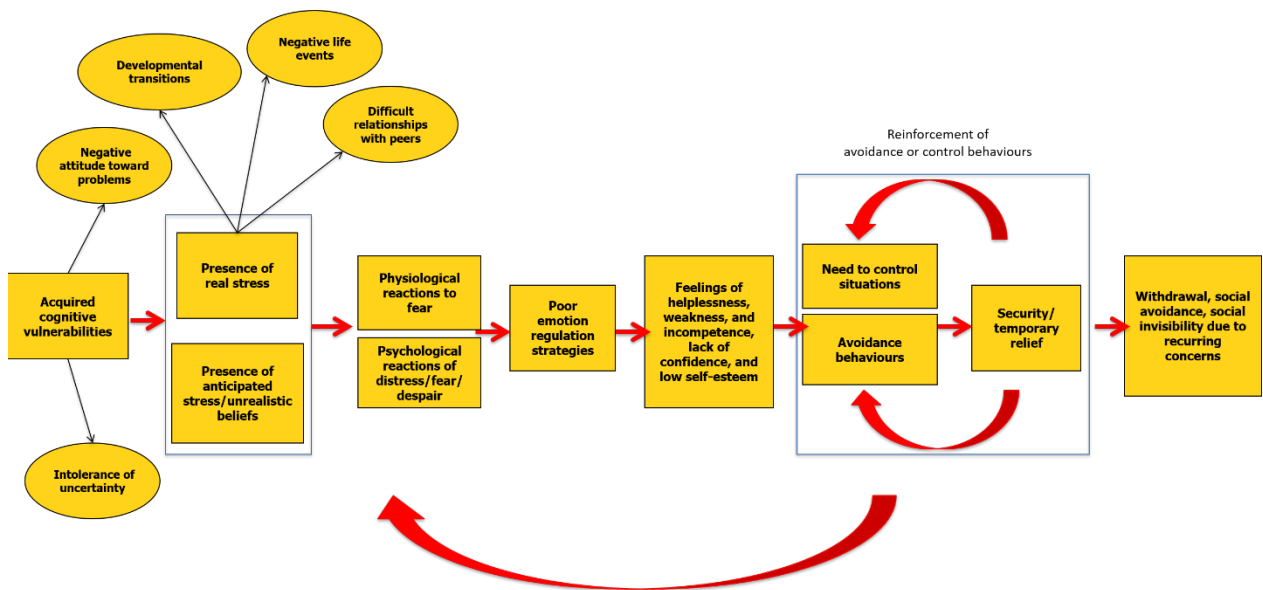 Negative life
events
Developmental
transitions
Difficult
relationships
with peers
Negative
attitude toward
problems
Reinforcement of
avoidance or control behaviours
Presence of
real stress
Acquired
cognitive
vulnerabilities
Presence of
anticipated
stress/unrealistic
beliefs
Intolerance of
uncertainty
Physiological
reactions to
fear
Psychological
reactions of
distress/fear/
despair
Poor
emotion
regulation
strategies
Feelings of
helplessness,
weakness, and
incompetence,
lack of
confidence, and
low self-esteem
Need to control
situations
Avoidance
behaviours
Security/
temporary
relief
Withdrawal, social
avoidance, social
invisibility due to
recurring
concerns